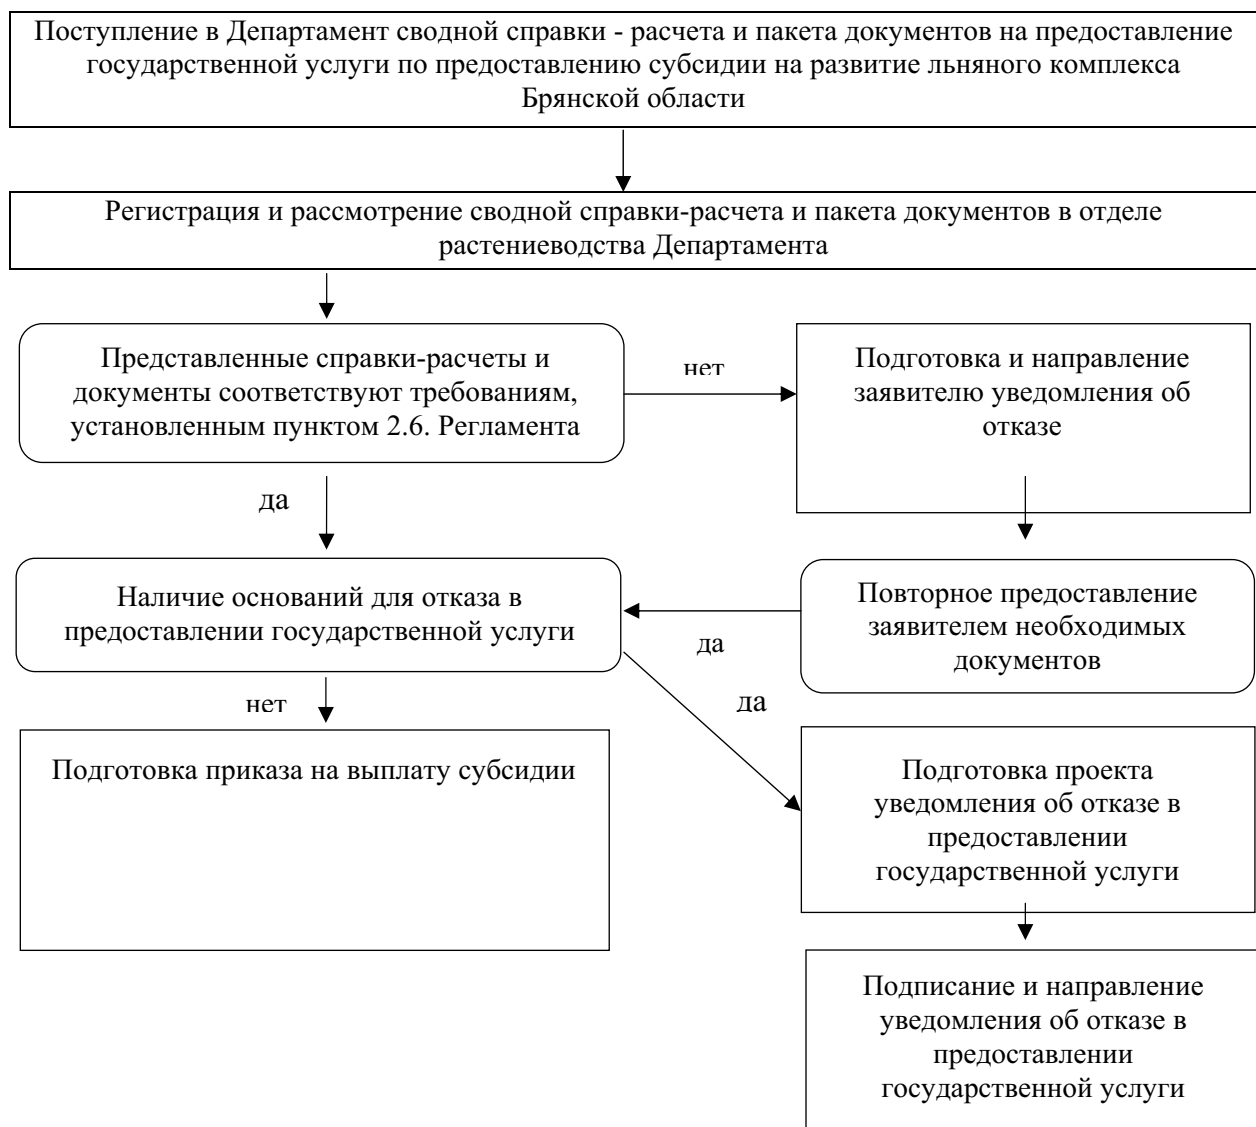 Поступление в Департамент сводной справки - расчета и пакета документов на предоставление
государственной услуги по предоставлению субсидии на развитие льняного комплекса
Брянской области
Регистрация и рассмотрение сводной справки-расчета и пакета документов в отделе
растениеводства Департамента
Представленные справки-расчеты и
документы соответствуют требованиям,
установленным пунктом 2.6. Регламента
нет
Подготовка и направление
заявителю уведомления об
отказе
да
Наличие оснований для отказа в
предоставлении государственной услуги
да
Повторное предоставление
заявителем необходимых
документов
нет
да
Подготовка приказа на выплату субсидии
Подготовка проекта
уведомления об отказе в
предоставлении
государственной услуги
Подписание и направление
уведомления об отказе в
предоставлении
государственной услуги